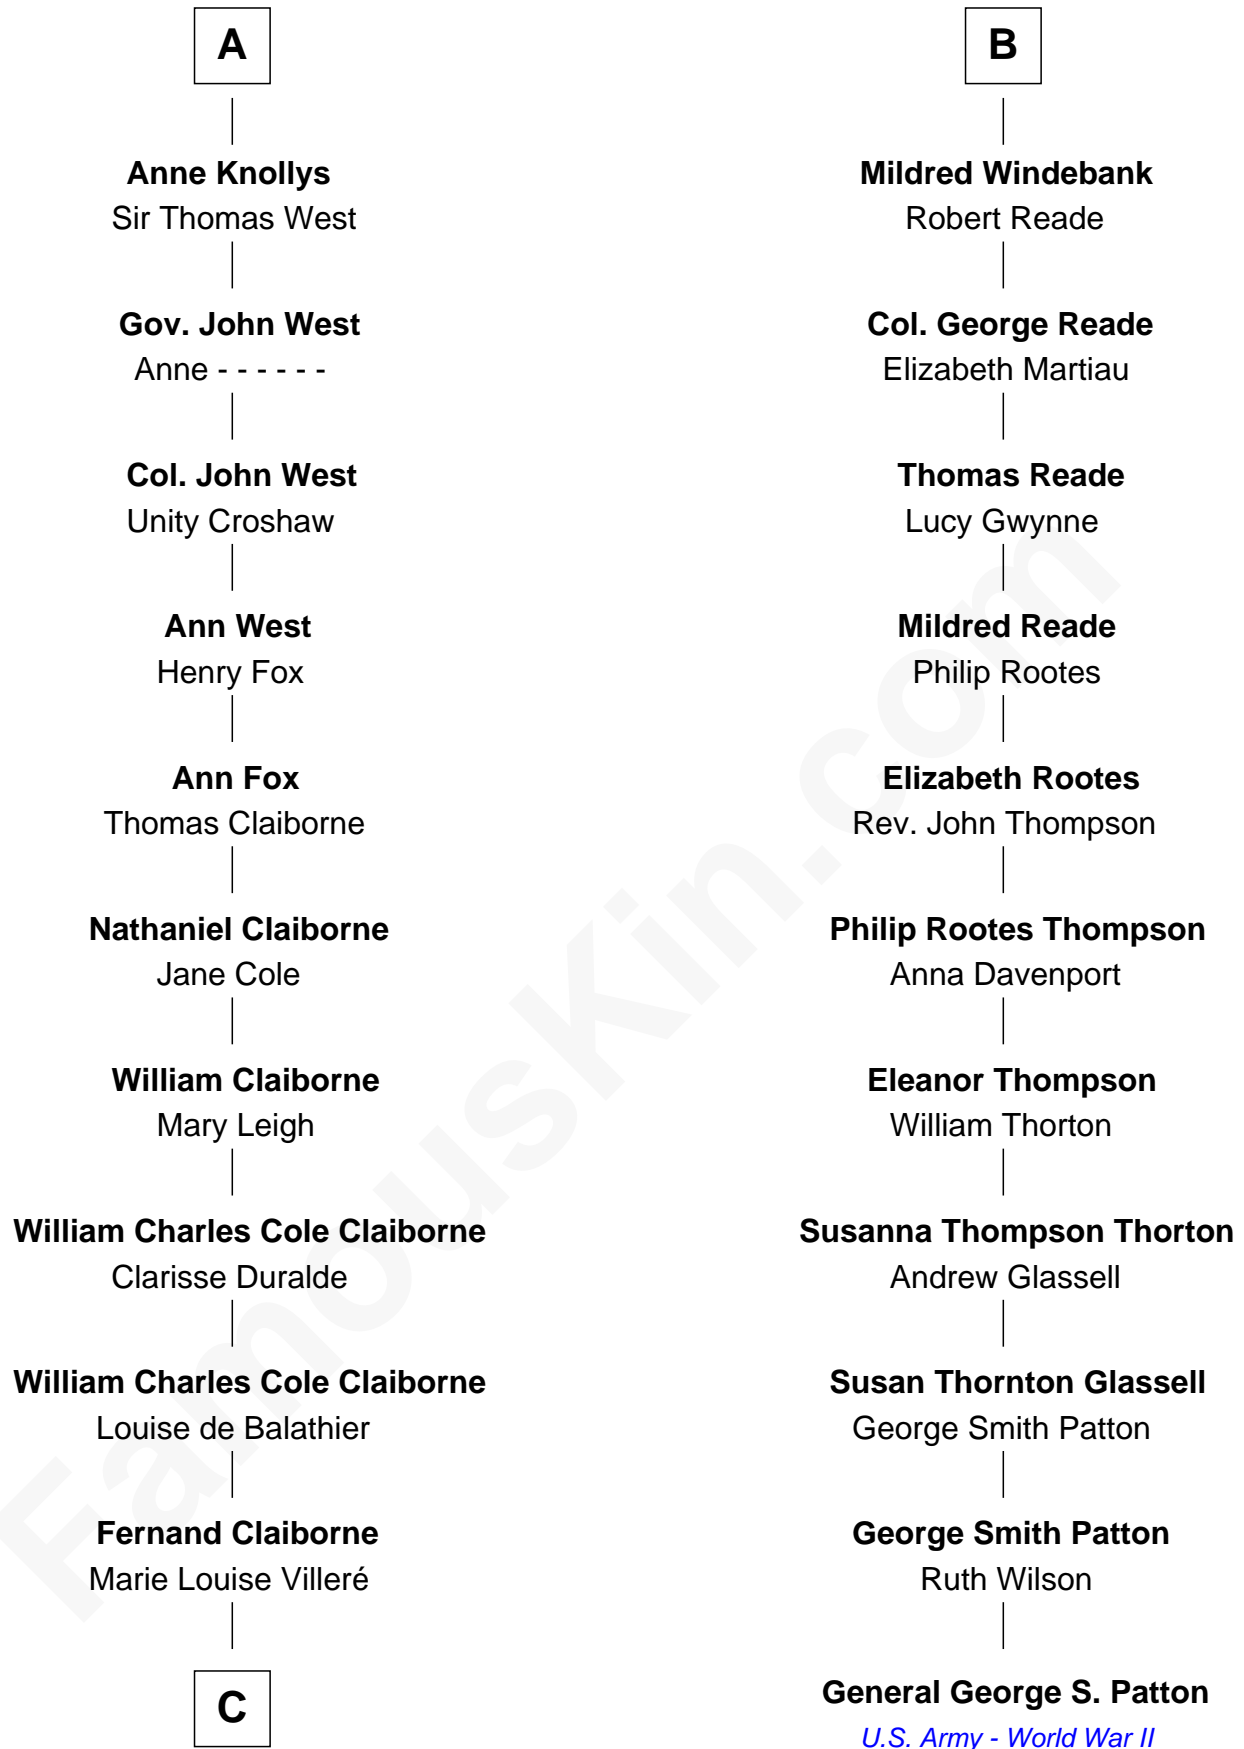 A
Anne Knollys
Sir Thomas West
Gov. John West
Anne - - - - - -
Col. John West
Unity Croshaw
Ann West
Henry Fox
Ann Fox
Thomas Claiborne
Nathaniel Claiborne
Jane Cole
William Claiborne
Mary Leigh
William Charles Cole Claiborne
Clarisse Duralde
William Charles Cole Claiborne
Louise de Balathier
Fernand Claiborne
Marie Louise Villeré
C
B
Mildred Windebank
Robert Reade
Col. George Reade
Elizabeth Martiau
Thomas Reade
Lucy Gwynne
Mildred Reade
Philip Rootes
Elizabeth Rootes
Rev. John Thompson
Philip Rootes Thompson
Anna Davenport
Eleanor Thompson
William Thorton
Susanna Thompson Thorton
Andrew Glassell
Susan Thornton Glassell
George Smith Patton
George Smith Patton
Ruth Wilson
General George S. Patton
U.S. Army - World War II
FamousKin.com